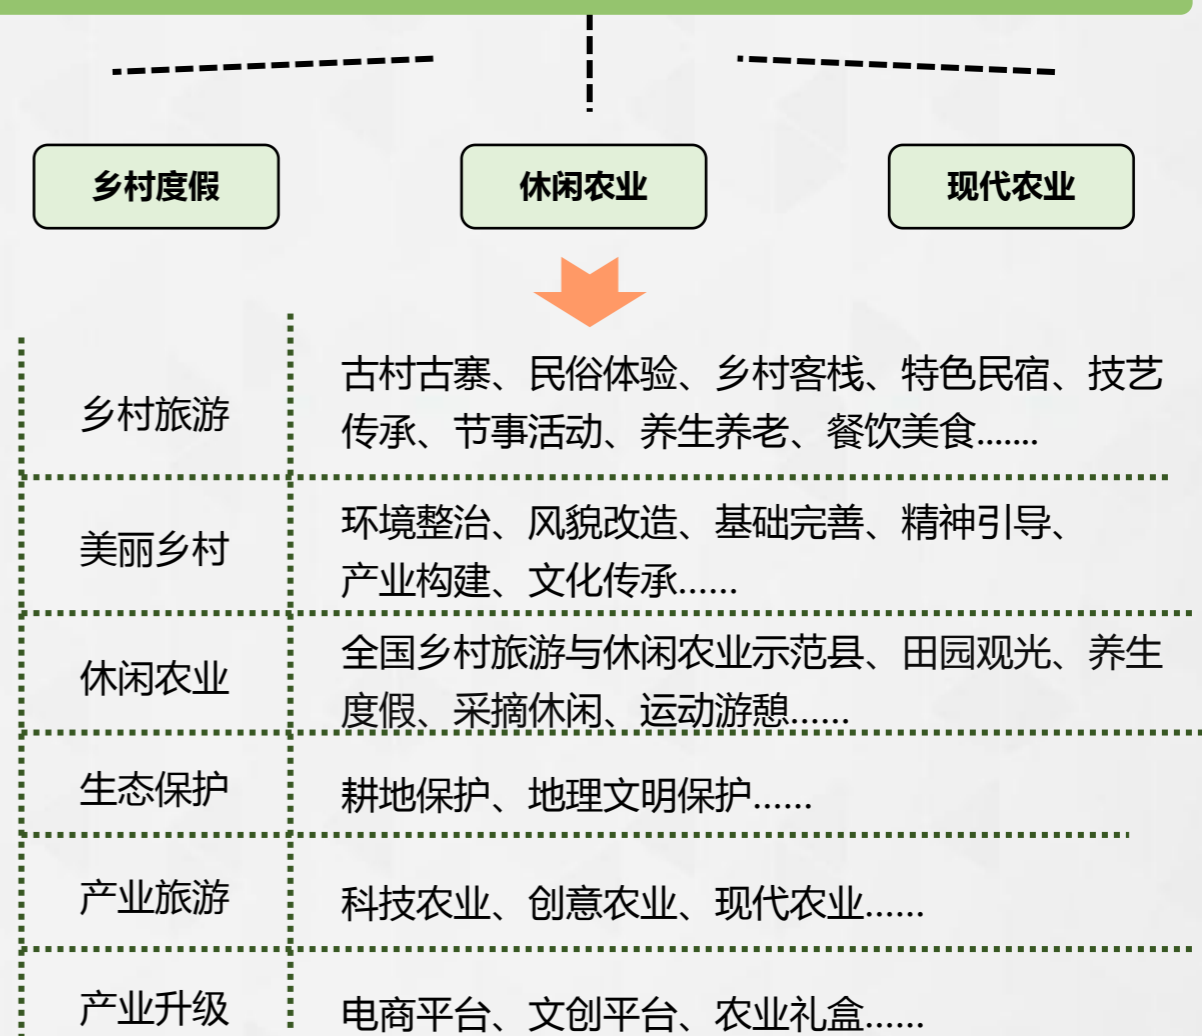 乡村度假
休闲农业
现代农业
乡村旅游
古村古寨、民俗体验、乡村客栈、特色民宿、技艺
传承、节事活动、养生养老、餐饮美食.......
美丽乡村
环境整治、风貌改造、基础完善、精神引导、
产业构建、文化传承......
休闲农业
全国乡村旅游与休闲农业示范县、田园观光、养生
度假、采摘休闲、运动游憩......
生态保护
耕地保护、地理文明保护......
产业旅游
科技农业、创意农业、现代农业......
产业升级
电商平台、文创平台、农业礼盒......